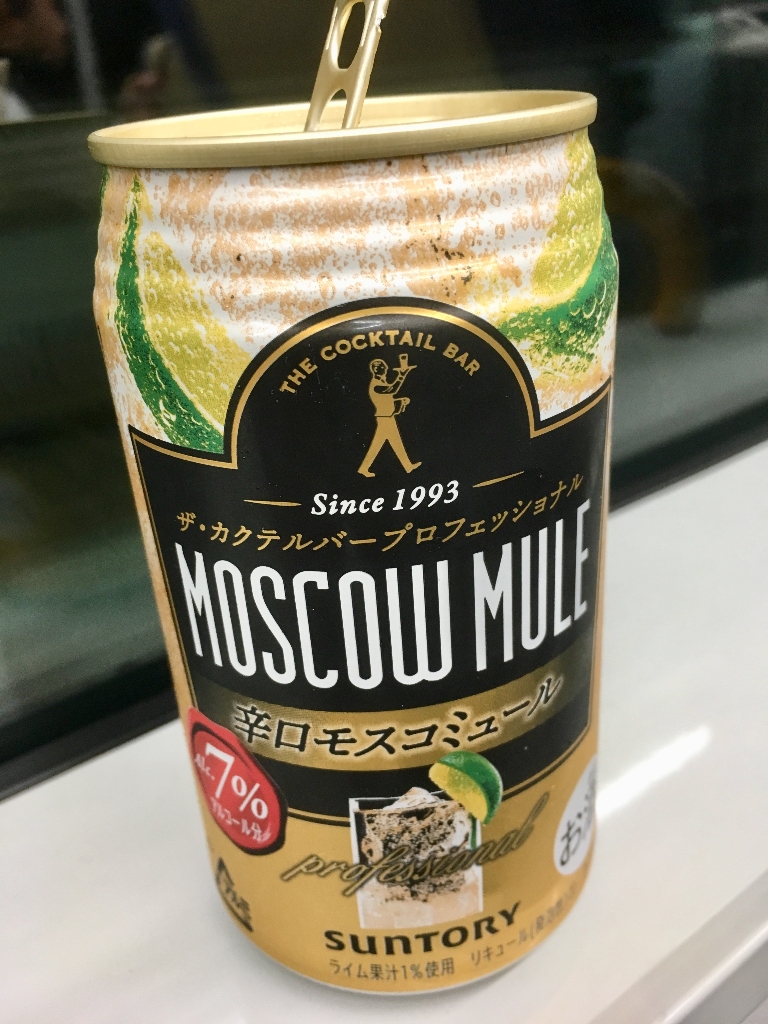 THE COCKTAIL BAR
Since 1993
ザ・カクテルバープロフェッショナル
MOSCOW MULE
辛口モスコミュール
Alc.
7%
アルコール分
professional
お酒
SUNTORY
ライム果汁1%使用 リキュール(発泡性)